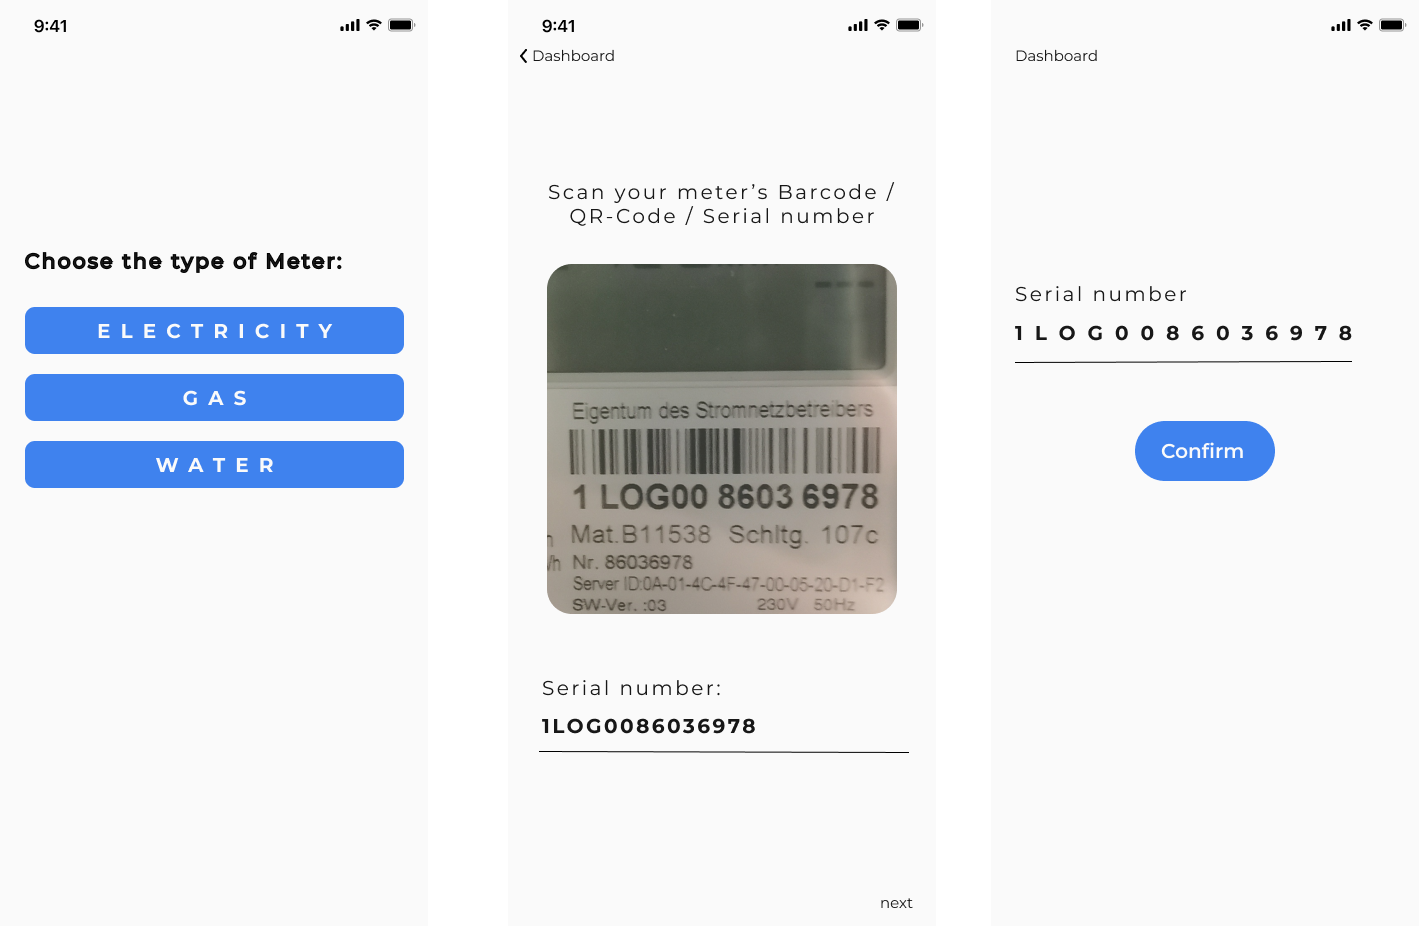 9:41
Choose the type of Meter:
ELECTRICITY
GAS
WATER
9:41
Dashboard
Scan your meter’s Barcode /
QR-Code / Serial number
Eigentum des Stromnetzbetreibers
1 LOG00 8603 6978
Mat.B11538 Schltg. 107c
Nr. 86036978
Server ID:0A-01-4C-4F-47-00-05-20-D1-F2
SW-Ver. :03 230V 50Hz
Serial number:
1LOG0086036978
next
Dashboard
Serial number
1LOG0086036978
Confirm